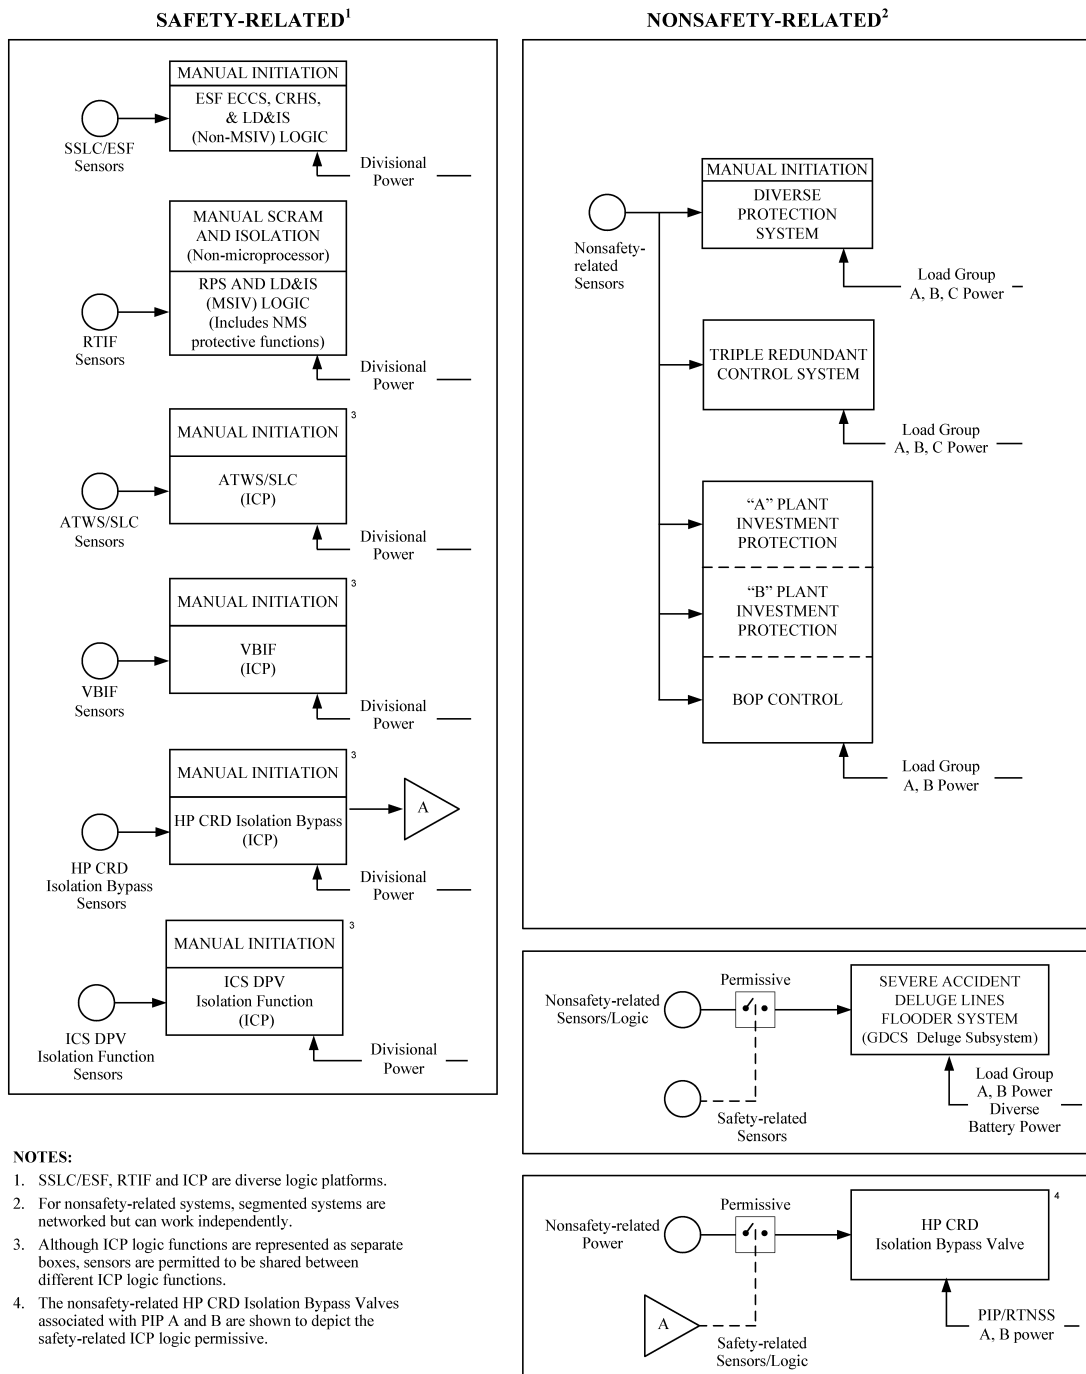 SAFETY-RELATED1
MANUAL INITIATION
ESF ECCS, CRHS,
& LD&IS
(Non-MSIV) LOGIC
SSLC/ESF
Sensors
Divisional
Power
MANUAL SCRAM
AND ISOLATION
(Non-microprocessor)
RPS AND LD&IS
(MSIV) LOGIC
(Includes NMS
protective functions)
RTIF
Sensors
Divisional
Power
3
MANUAL INITIATION
ATWS/SLC
(ICP)
ATWS/SLC
Sensors
Divisional
Power
3
MANUAL INITIATION
VBIF
(ICP)
VBIF
Sensors
Divisional
Power
3
MANUAL INITIATION
HP CRD Isolation Bypass
(ICP)
A
HP CRD
Isolation Bypass
Sensors
Divisional
Power
3
MANUAL INITIATION
ICS DPV
Isolation Function
(ICP)
ICS DPV
Isolation Function
Sensors
Divisional
Power
NONSAFETY-RELATED2
MANUAL INITIATION
DIVERSE
PROTECTION
SYSTEM
Nonsafety-
related
Sensors
Load Group
A, B, C Power
TRIPLE REDUNDANT
CONTROL SYSTEM
Load Group
A, B, C Power
“A” PLANT
INVESTMENT
PROTECTION
“B” PLANT
INVESTMENT
PROTECTION
BOP CONTROL
Load Group
A, B Power
Permissive
Nonsafety-related
Sensors/Logic
SEVERE ACCIDENT
DELUGE LINES
FLOODER SYSTEM
(GDCS Deluge Subsystem)
Load Group
A, B Power
Diverse
Battery Power
Safety-related
Sensors
Permissive
4
Nonsafety-related
Power
HP CRD
Isolation Bypass Valve
A
PIP/RTNSS
A, B power
Safety-related
Sensors/Logic
NOTES:
1. SSLC/ESF, RTIF and ICP are diverse logic platforms.
2. For nonsafety-related systems, segmented systems are
networked but can work independently.
3. Although ICP logic functions are represented as separate
boxes, sensors are permitted to be shared between
different ICP logic functions.
4. The nonsafety-related HP CRD Isolation Bypass Valves
associated with PIP A and B are shown to depict the
safety-related ICP logic permissive.